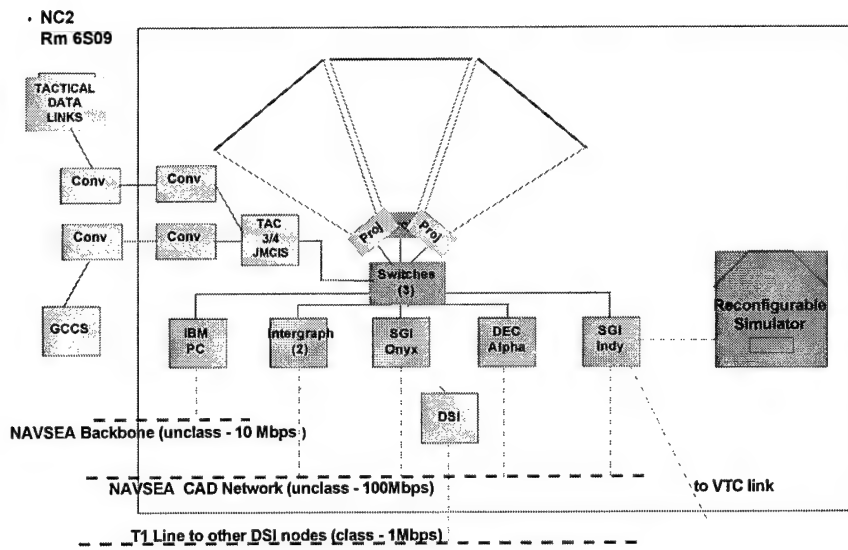 • NC2
Rm 6S09
TACTICAL
DATA
LINKS
Conv
Conv
Conv
Conv
TAC
3/4
JMCIS
Proj
Proj
Switches
(3)
GCCS
IBM
PC
Intergraph
(2)
SGI
Onyx
DEC
Alpha
SGI
Indy
Reconfigurable
Simulator
DSI
NAVSEA Backbone (unclass - 10 Mbps )
NAVSEA CAD Network (unclass - 100Mbps)
to VTC link
T1 Line to other DSI nodes (class - 1Mbps)